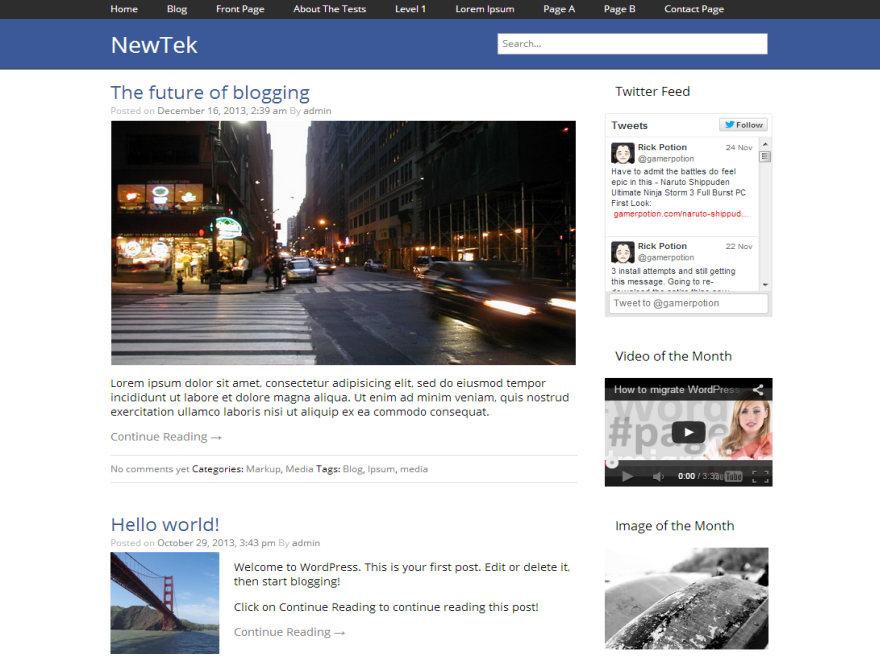 Home Blog Front Page About The Tests Level 1 Lorem Ipsum Page A Page B Contact Page
NewTek
Search...
The future of blogging
Posted on December 16, 2013, 2:39 am By admin
Lorem ipsum dolor sit amet, consectetur adipisicing elit, sed do eiusmod tempor
incididunt ut labore et dolore magna aliqua. Ut enim ad minim veniam, quis nostrud
exercitation ullamco laboris nisi ut aliquip ex ea commodo consequat.
Continue Reading →
No comments yet Categories: Markup, Media Tags: Blog, Ipsum, media
Hello world!
Posted on October 29, 2013, 3:43 pm By admin
Welcome to WordPress. This is your first post. Edit or delete it,
then start blogging!
Click on Continue Reading to continue reading this post!
Continue Reading →
Twitter Feed
Tweets Follow
Rick Potion 24 Nov
@gamerpotion
Have to admit the battles do feel
epic in this - Naruto Shippuden
Ultimate Ninja Storm 3 Full Burst PC
First Look:
gamerpotion.com/naruto-shippud...
Rick Potion 22 Nov
@gamerpotion
3 install attempts and still getting
this message. Going to re-
download the entire thing now
Tweet to @gamerpotion
Video of the Month
How to migrate WordPress
word
#page
0:00 / 3:3
YouTube
Image of the Month